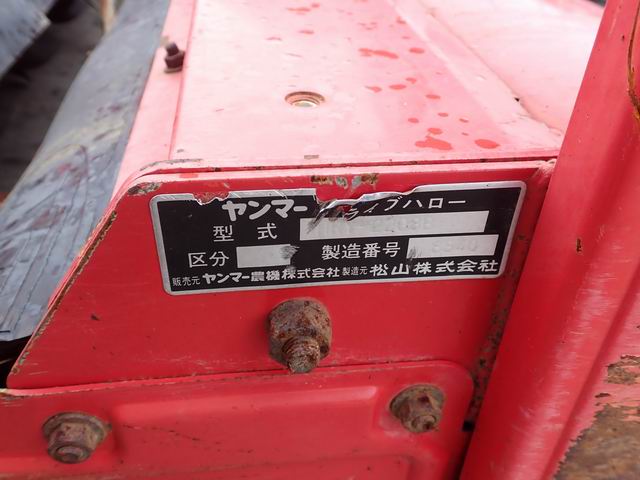 ヤンマー ドライブハロー
型式
区分 製造番号
販売元 ヤンマー農機株式会社 製造元 松山株式会社